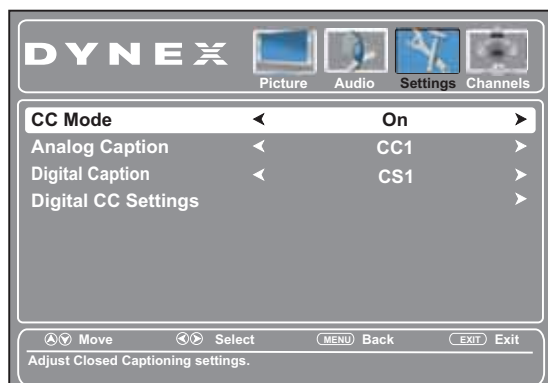 DYNEX
Picture Audio Settings Channels
CC Mode On
Analog Caption CC1
Digital Caption CS1
Digital CC Settings
Move Select MENU Back EXIT Exit
Adjust Closed Captioning settings.